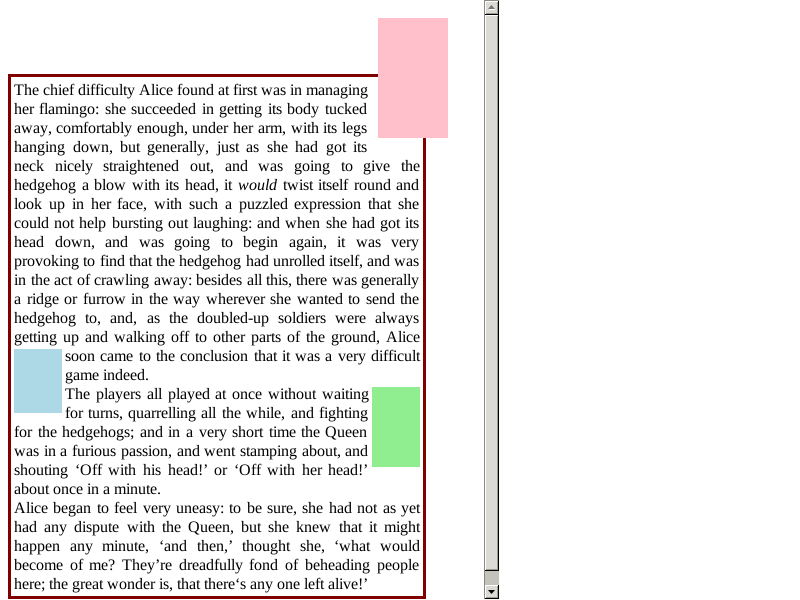 The chief difficulty Alice found at first was in managing
her flamingo: she succeeded in getting its body tucked
away, comfortably enough, under her arm, with its legs
hanging down, but generally, just as she had got its
neck nicely straightened out, and was going to give the
hedgehog a blow with its head, it would twist itself round and
look up in her face, with such a puzzled expression that she
could not help bursting out laughing: and when she had got its
head down, and was going to begin again, it was very
provoking to find that the hedgehog had unrolled itself, and was
in the act of crawling away: besides all this, there was generally
a ridge or furrow in the way wherever she wanted to send the
hedgehog to, and, as the doubled-up soldiers were always
getting up and walking off to other parts of the ground, Alice
soon came to the conclusion that it was a very difficult
game indeed.
The players all played at once without waiting
for turns, quarrelling all the while, and fighting
for the hedgehogs; and in a very short time the Queen
was in a furious passion, and went stamping about, and
shouting ‘Off with his head!’ or ‘Off with her head!’
about once in a minute.
Alice began to feel very uneasy: to be sure, she had not as yet
had any dispute with the Queen, but she knew that it might
happen any minute, ‘and then,’ thought she, ‘what would
become of me? They’re dreadfully fond of beheading people
here; the great wonder is, that there‘s any one left alive!’